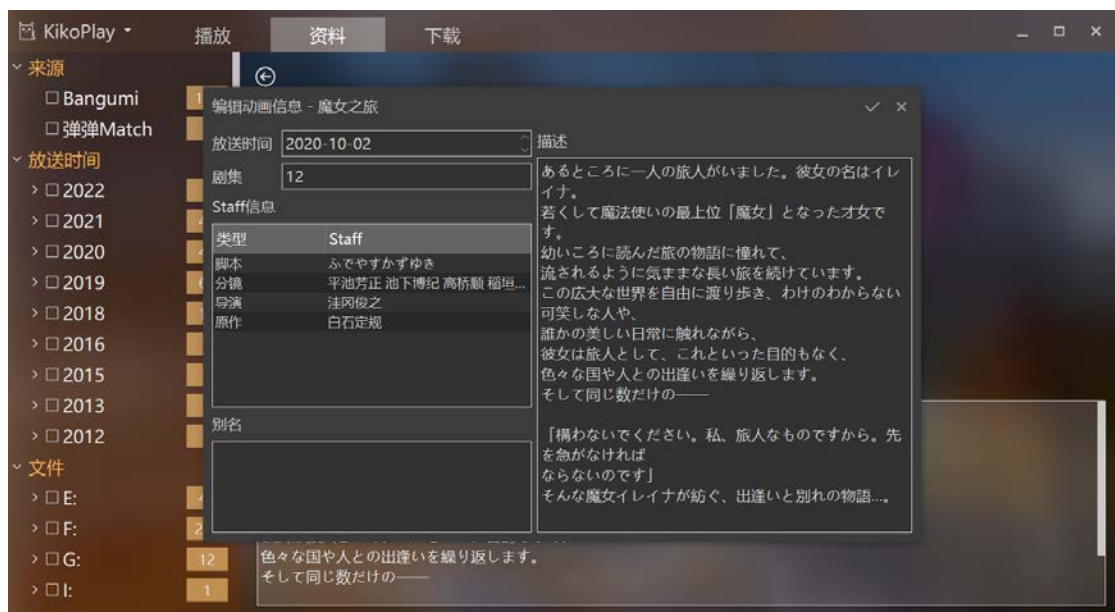 KikoPlay
播放
资料
下载
来源
Bangumi
弹弹Match
放送时间
2022
2021
2020
2019
2018
2016
2015
2013
2012
文件
E:
F:
G:
12
I:
1
编辑动画信息 - 魔女之旅
放送时间
2020-10-02
剧集
12
Staff信息
类型 Staff
脚本 ふでやすかずゆき
分镜 平池芳正 池下博纪 高桥顺 稲垣...
导演 洼冈俊之
原作 白石定规
别名
描述
あるところに一人の旅人がいました。彼女の名はイレ
イナ。
若くして魔法使いの最上位「魔女」となった才女で
す。
幼いころに読んだ旅の物語に憧れて、
流されるように気ままな長い旅を続けています。
この広大な世界を自由に渡り歩き、わけのわからない
可笑しな人や、
誰かの美しい日常に触れながら、
彼女は旅人として、これといった目的もなく、
色々な国や人との出逢いを繰り返します。
そして同じ数だけの——
「構わないでください。私、旅人なものですから。先
を急がなければ
ならないのです」
そんな魔女イレイナが紡ぐ、出逢いと別れの物語…。
色々な国や人との出逢いを繰り返します。
そして同じ数だけの——